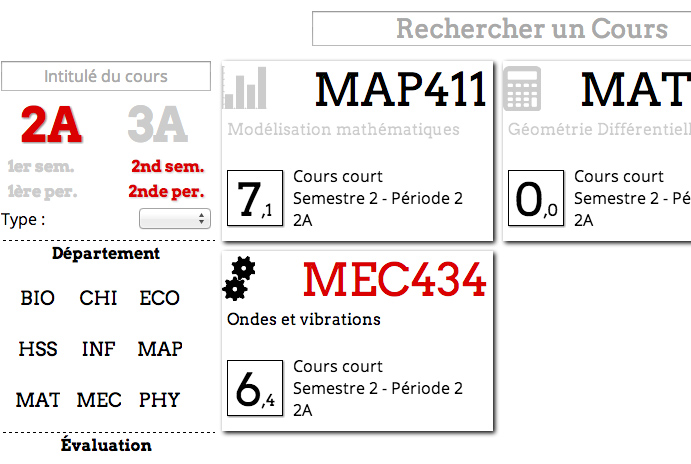 Rechercher un Cours
Intitulé du cours
2A 3A
1er sem. 2nd sem.
1ère per. 2nde per.
Type :
Département
BIO CHI ECO
HSS INF MAP
MAT MEC PHY
Évaluation
MAP411
Modélisation mathématiques
7,1
Cours court
Semestre 2 - Période 2
2A
MAT
Géométrie Différentiell
0,0
Cours court
Semestre 2 - Période 2
2A
MEC434
Ondes et vibrations
6,4
Cours court
Semestre 2 - Période 2
2A